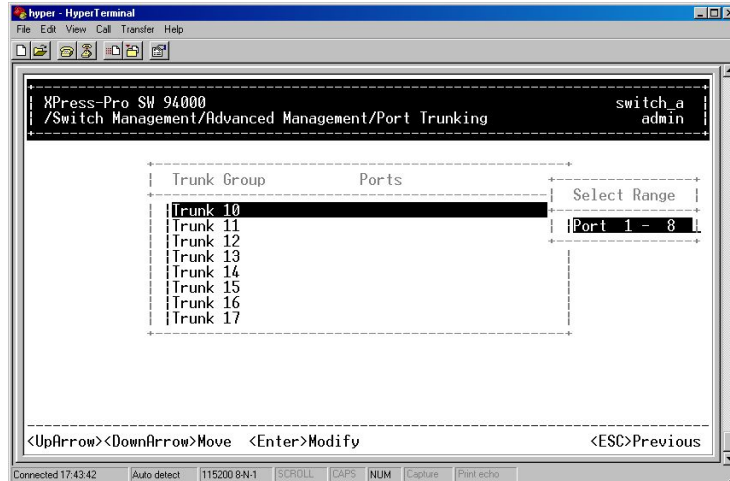 hyper - HyperTerminal
File Edit View Call Transfer Help
XPress-Pro SW 94000 switch_a
/Switch Management/Advanced Management/Port Trunking admin
Trunk Group Ports
Select Range
Trunk 10
Port 1 - 8
Trunk 11
Trunk 12
Trunk 13
Trunk 14
Trunk 15
Trunk 16
Trunk 17
<UpArrow><DownArrow>Move <Enter>Modify <ESC>Previous
Connected 17:43:42 Auto detect 115200 8-N-1 SCROLL CAPS NUM Capture Print echo